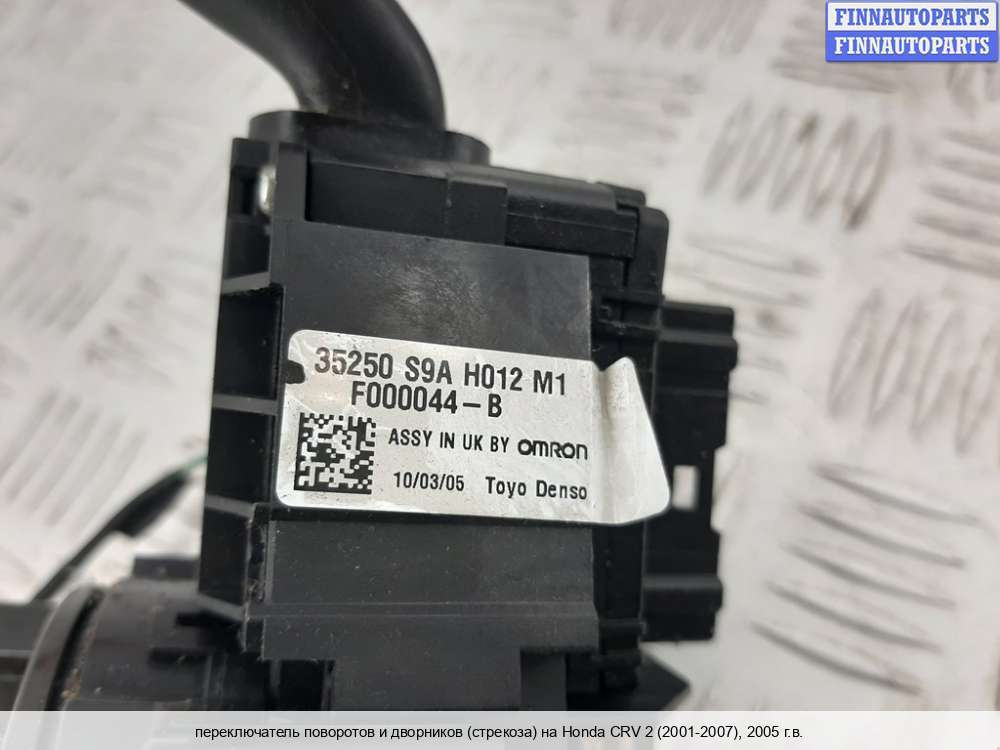 FINNAUTOPARTS
FINNAUTOPARTS
35250 S9A H012 M1
F000044-B
ASSY IN UK BY OMRON
10/03/05 Toyo Denso
переключатель поворотов и дворников (стрекоза) на Honda CRV 2 (2001-2007), 2005 г.в.